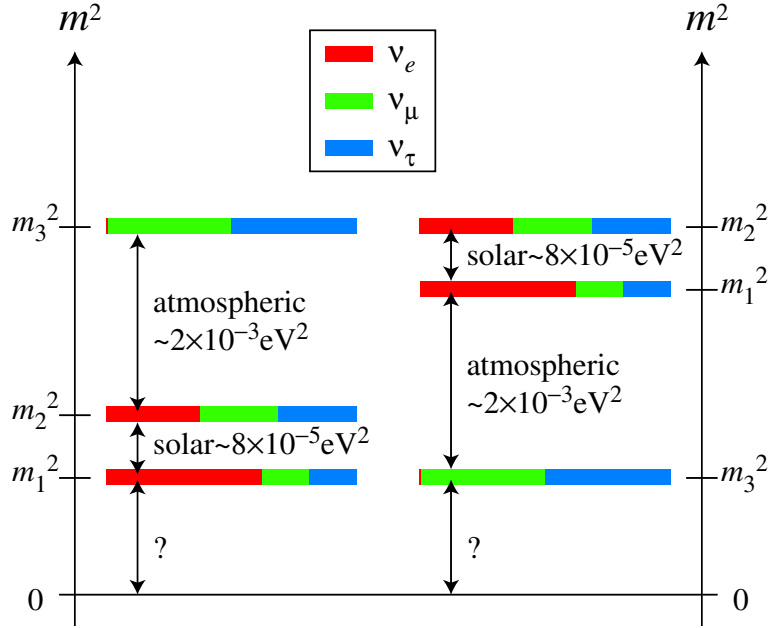 m²
m²
νₑ
ν_μ
ν_τ
m₃²
m₂²
solar~8×10⁻⁵eV²
m₁²
atmospheric
~2×10⁻³eV²
atmospheric
~2×10⁻³eV²
m₂²
solar~8×10⁻⁵eV²
m₁²
m₃²
?
?
0
0